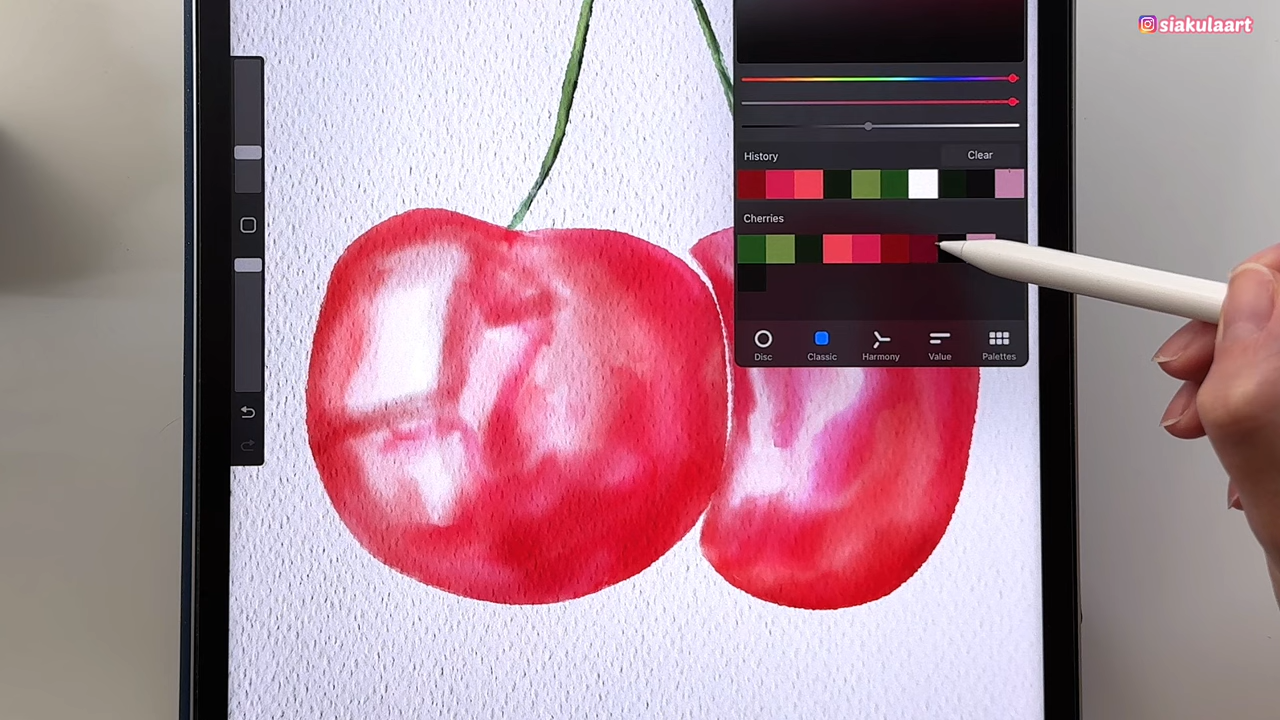 siakulaart
History
Clear
Cherries
Disc
Classic
Harmony
Value
Palettes